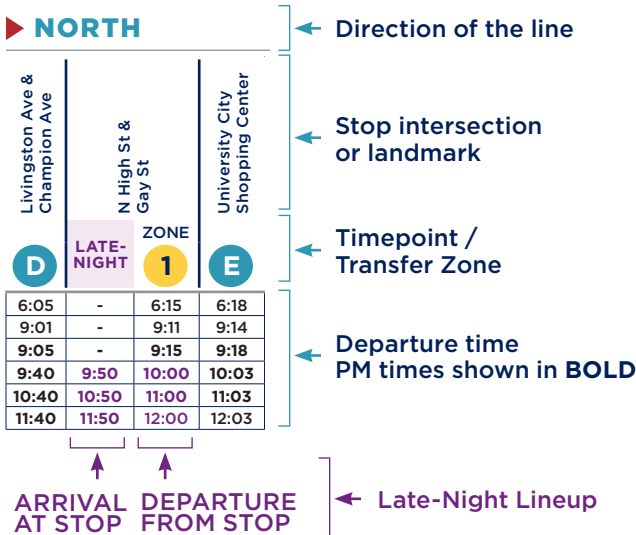 NORTH
Direction of the line
Livingston Ave &
Champion Ave
N High St &
Gay St
University City
Shopping Center
Stop intersection
or landmark
D
LATE-
NIGHT
ZONE
1
E
Timepoint /
Transfer Zone
6:05 - 6:15 6:18
9:01 - 9:11 9:14
9:05 - 9:15 9:18
9:40 9:50 10:00 10:03
10:40 10:50 11:00 11:03
11:40 11:50 12:00 12:03
Departure time
PM times shown in BOLD
ARRIVAL
AT STOP
DEPARTURE
FROM STOP
Late-Night Lineup